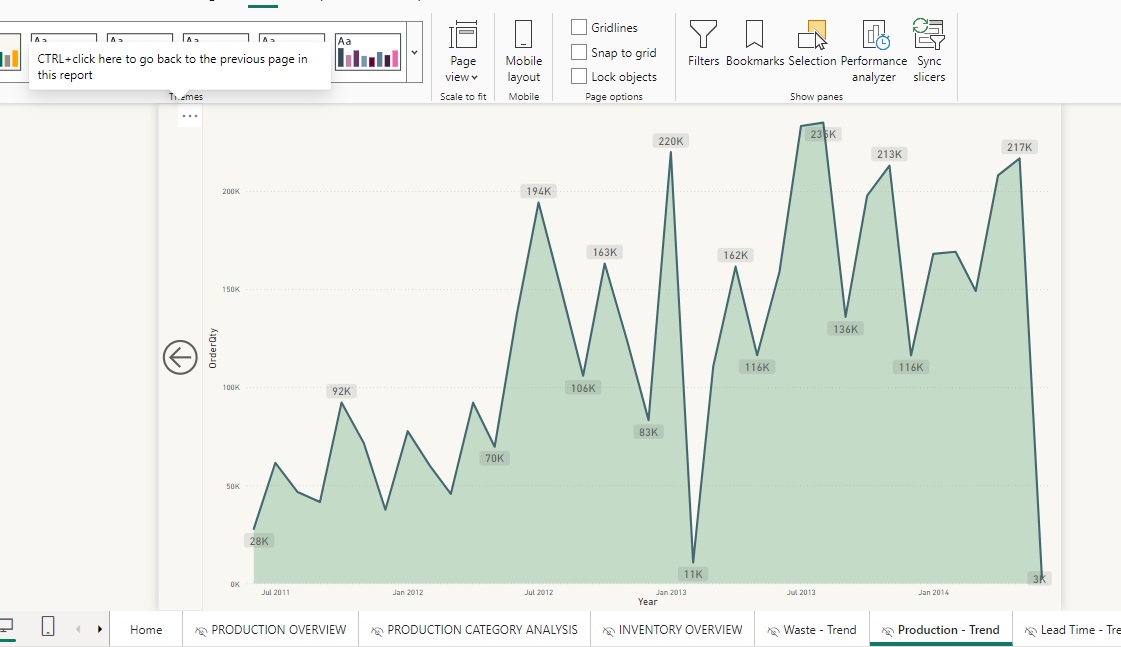 Aa
Aa
Aa
Aa
Aa
CTRL+click here to go back to the previous page in
this report
Themes
Page
view
Scale to fit
Mobile
layout
Mobile
Gridlines
Snap to grid
Lock objects
Page options
Filters
Bookmarks
Selection
Performance
analyzer
Sync
slicers
Show panes
...
OrderQty
200K
150K
100K
50K
0K
28K
92K
70K
194K
106K
163K
83K
220K
11K
162K
116K
235K
136K
213K
116K
217K
3K
Jul 2011
Jan 2012
Jul 2012
Jan 2013
Jul 2013
Jan 2014
Year
Home
PRODUCTION OVERVIEW
PRODUCTION CATEGORY ANALYSIS
INVENTORY OVERVIEW
Waste - Trend
Production - Trend
Lead Time - Tre